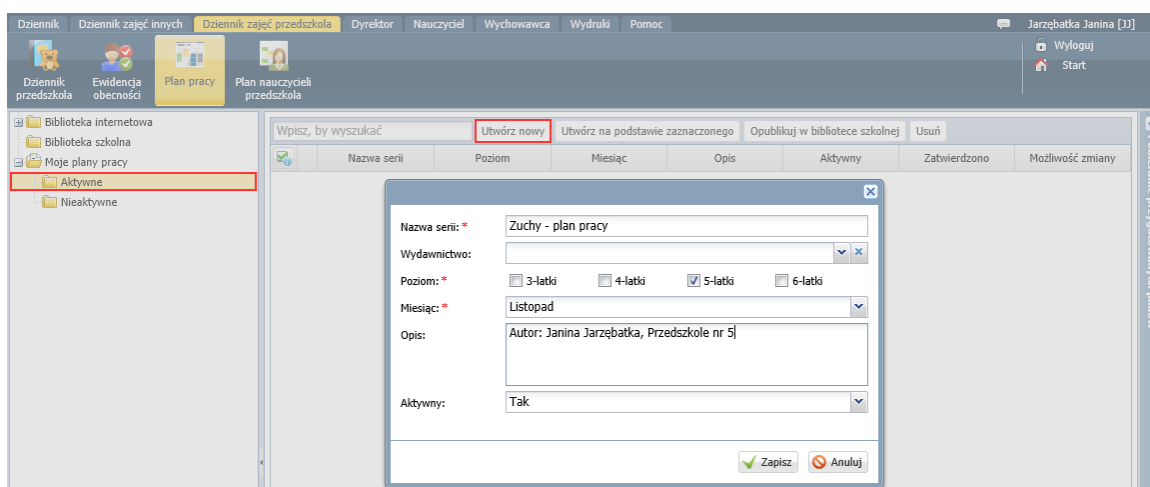 Dziennik Dziennik zajęć innych Dziennik zajęć przedszkola Dyrektor Nauczyciel Wychowawca Wydruki Pomoc Jarzębatka Janina [JJ]
Wyloguj
Start
Dziennik przedszkola
Ewidencja obecności
Plan pracy
Plan nauczycieli przedszkola
Biblioteka internetowa
Biblioteka szkolna
Moje plany pracy
Aktywne
Nieaktywne
Wpisz, by wyszukać Utwórz nowy Utwórz na podstawie zaznaczonego Opublikuj w bibliotece szkolnej Usuń
Nazwa serii Poziom Miesiąc Opis Aktywny Zatwierdzono Możliwość zmiany
Nazwa serii: * Zuchy - plan pracy
Wydawnictwo:
Poziom: * 3-latki 4-latki 5-latki 6-latki
Miesiąc: * Listopad
Opis: Autor: Janina Jarzębatka, Przedszkole nr 5
Aktywny: Tak
Zapisz Anuluj